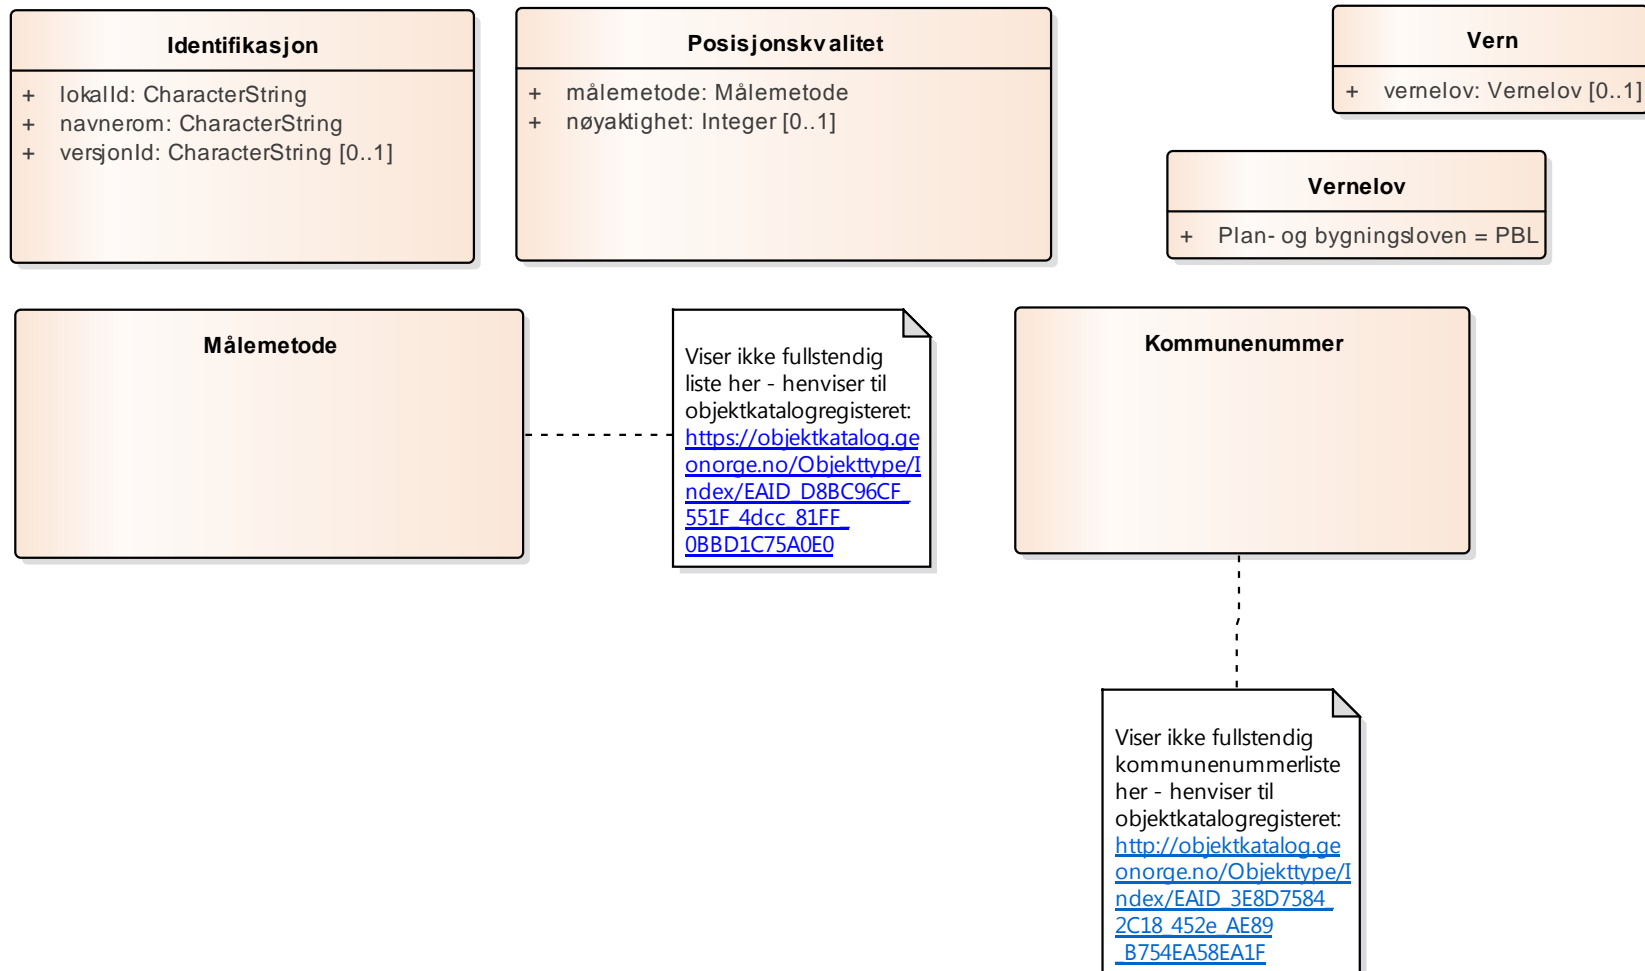 Identifikasjon
+ lokalId: CharacterString
+ navnerom: CharacterString
+ versjonId: CharacterString [0..1]
Posisjonskvalitet
+ målemetode: Målemetode
+ nøyaktighet: Integer [0..1]
Vern
+ vernelov: Vernelov [0..1]
Vernelov
+ Plan- og bygningsloven = PBL
Målemetode
Viser ikke fullstendig
liste her - henviser til
objektkatalogregisteret:
https://objektkatalog.ge
onorge.no/Objekttype/I
ndex/EAID_D8BC96CF_
551F_4dcc_81FF_
0BBD1C75A0E0
Kommunenummer
Viser ikke fullstendig
kommunenummerliste
her - henviser til
objektkatalogregisteret:
http://objektkatalog.ge
onorge.no/Objekttype/I
ndex/EAID_3E8D7584_
2C18_452e_AE89
_B754EA58EA1F